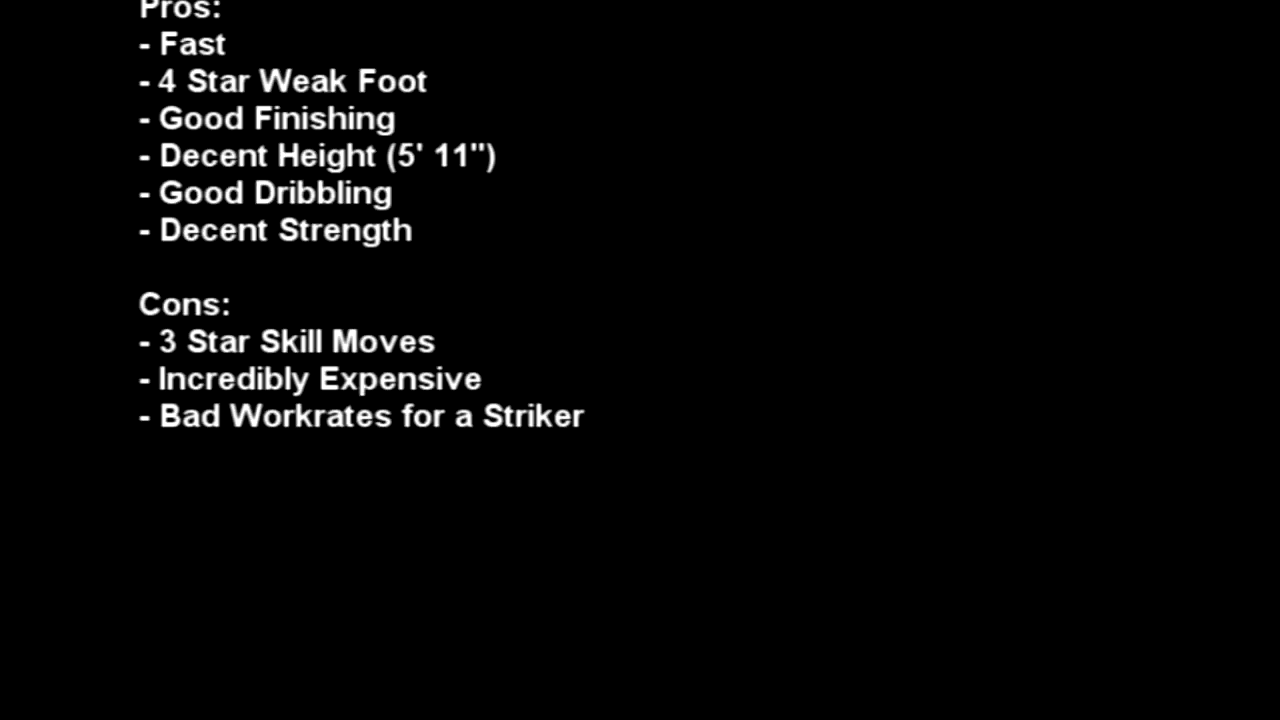 Pros:
- Fast
- 4 Star Weak Foot
- Good Finishing
- Decent Height (5' 11")
- Good Dribbling
- Decent Strength
Cons:
- 3 Star Skill Moves
- Incredibly Expensive
- Bad Workrates for a Striker